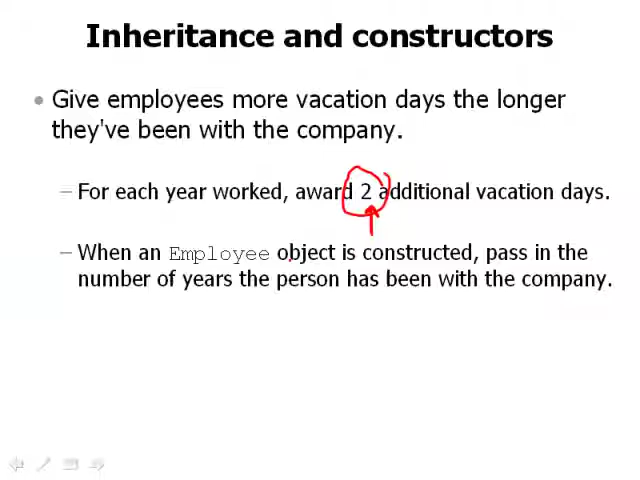 Inheritance and constructors
• Give employees more vacation days the longer
they've been with the company.
– For each year worked, award 2 additional vacation days.
– When an Employee object is constructed, pass in the
number of years the person has been with the company.